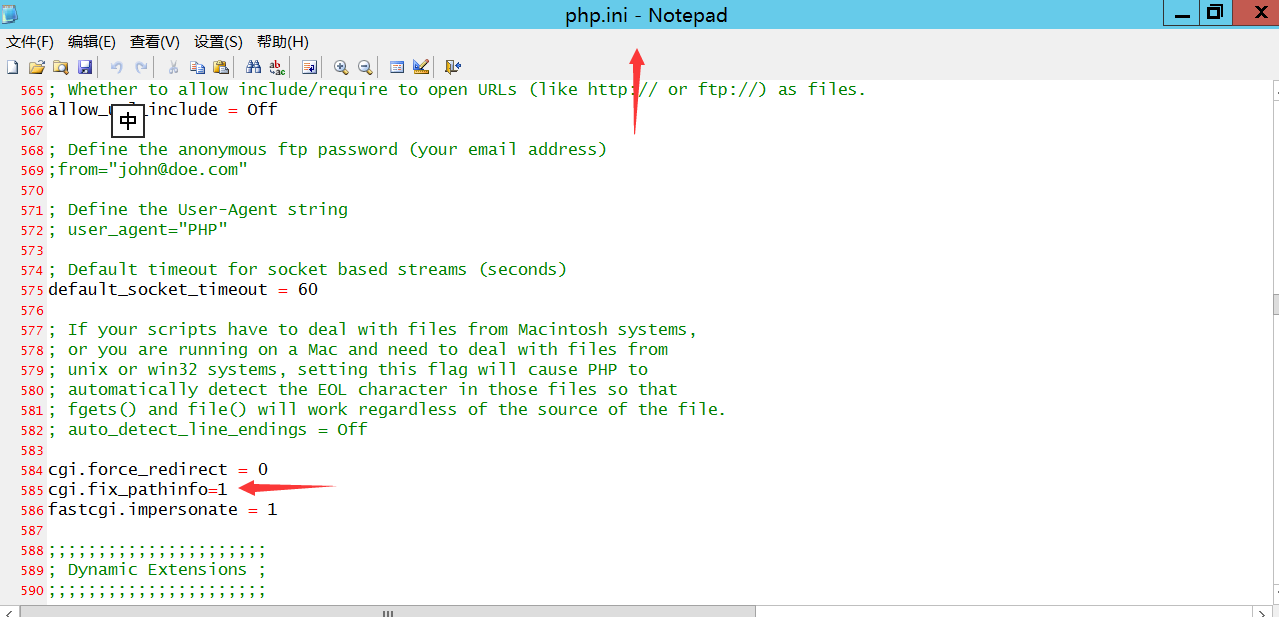 php.ini - Notepad
文件(F) 编辑(E) 查看(V) 设置(S) 帮助(H)
565 ; Whether to allow include/require to open URLs (like http:// or ftp://) as files.
566 allow_url_include = Off
中
567
568 ; Define the anonymous ftp password (your email address)
569 ;from="john@doe.com"
570
571 ; Define the User-Agent string
572 ; user_agent="PHP"
573
574 ; Default timeout for socket based streams (seconds)
575 default_socket_timeout = 60
576
577 ; If your scripts have to deal with files from Macintosh systems,
578 ; or you are running on a Mac and need to deal with files from
579 ; unix or win32 systems, setting this flag will cause PHP to
580 ; automatically detect the EOL character in those files so that
581 ; fgets() and file() will work regardless of the source of the file.
582 ; auto_detect_line_endings = Off
583
584 cgi.force_redirect = 0
585 cgi.fix_pathinfo=1
586 fastcgi.impersonate = 1
587
588 ;;;;;;;;;;;;;;;;;;;;;;
589 ; Dynamic Extensions ;
590 ;;;;;;;;;;;;;;;;;;;;;;